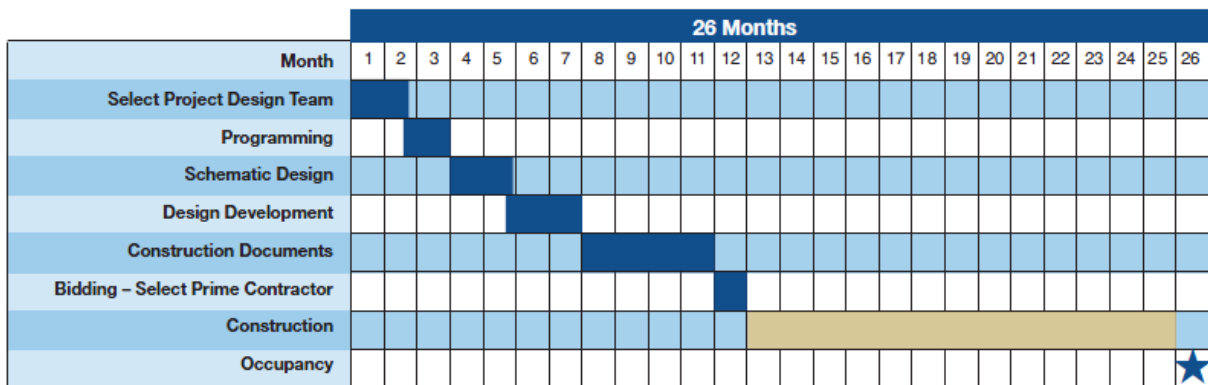 26 Months
Month 1 2 3 4 5 6 7 8 9 10 11 12 13 14 15 16 17 18 19 20 21 22 23 24 25 26
Select Project Design Team
Programming
Schematic Design
Design Development
Construction Documents
Bidding – Select Prime Contractor
Construction
Occupancy